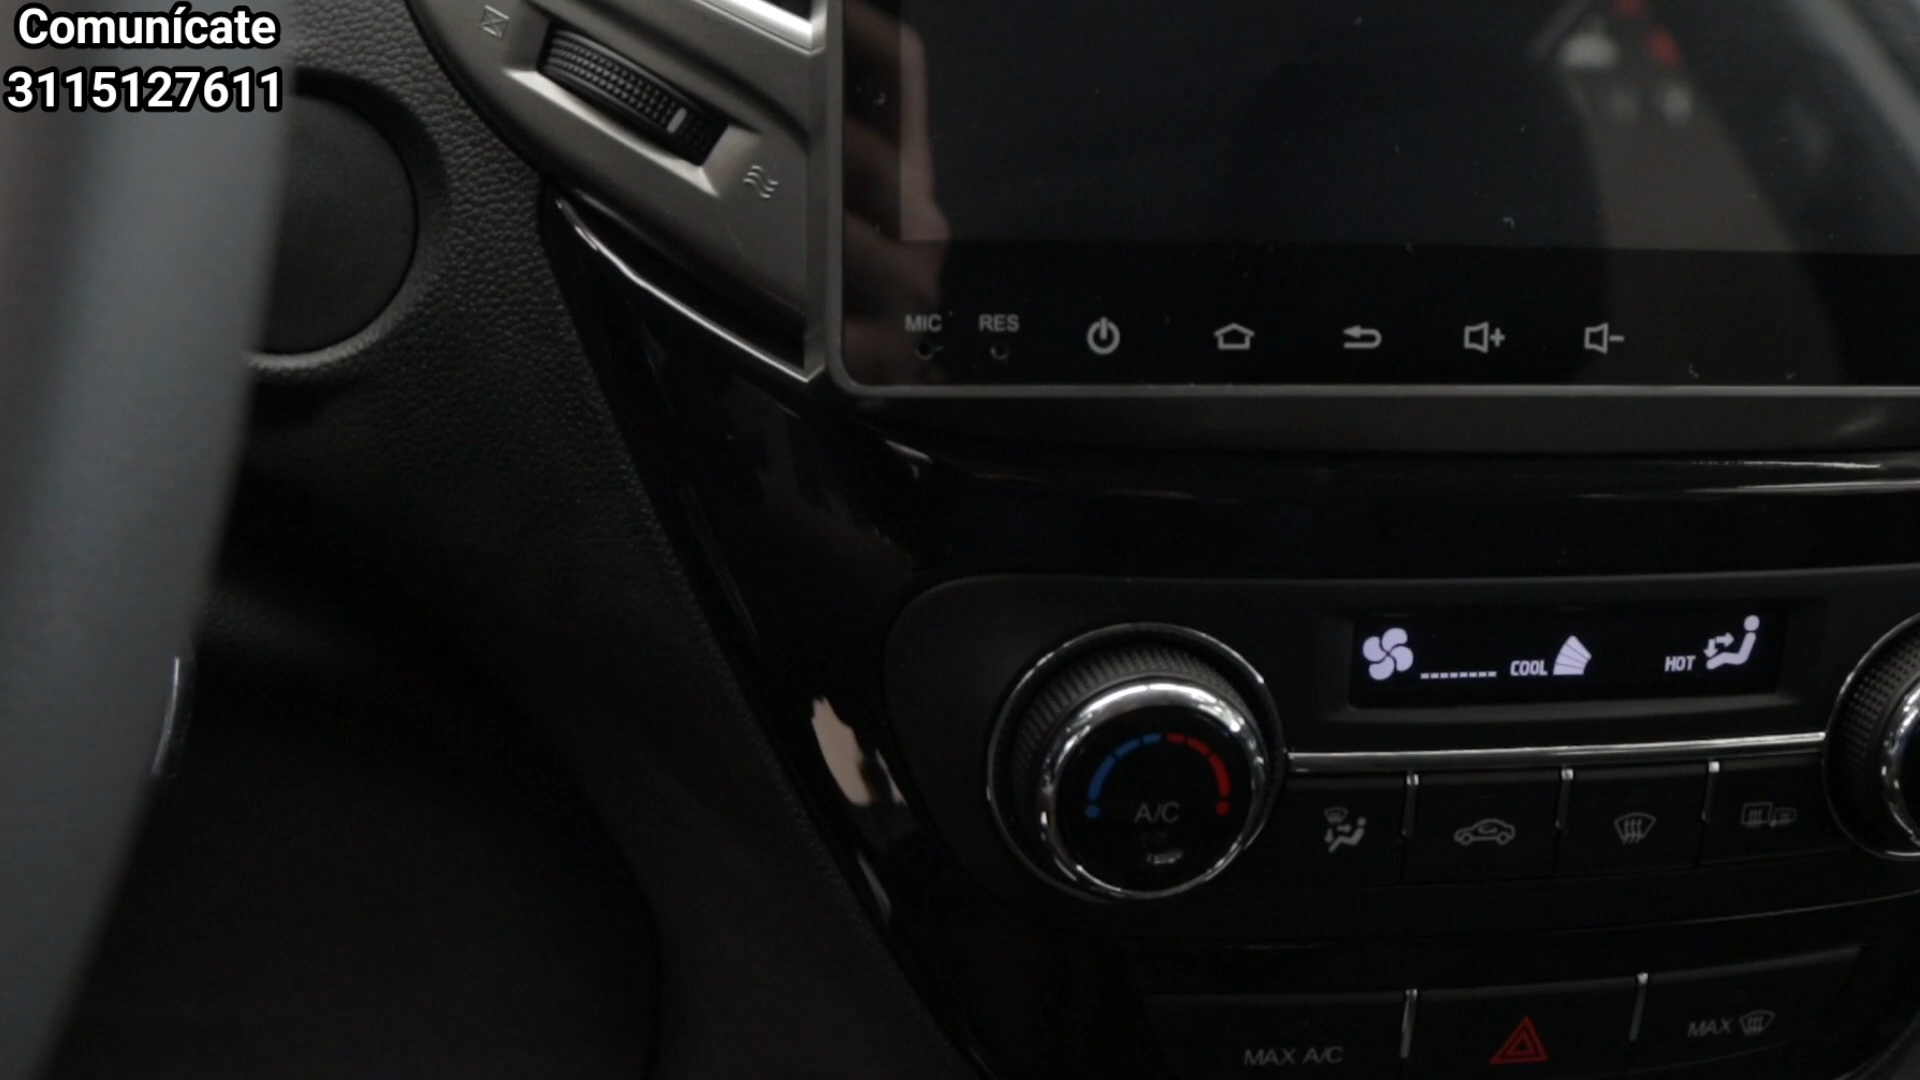 Comunícate
3115127611
MIC RES
COOL HOT
A/C
MAX A/C MAX